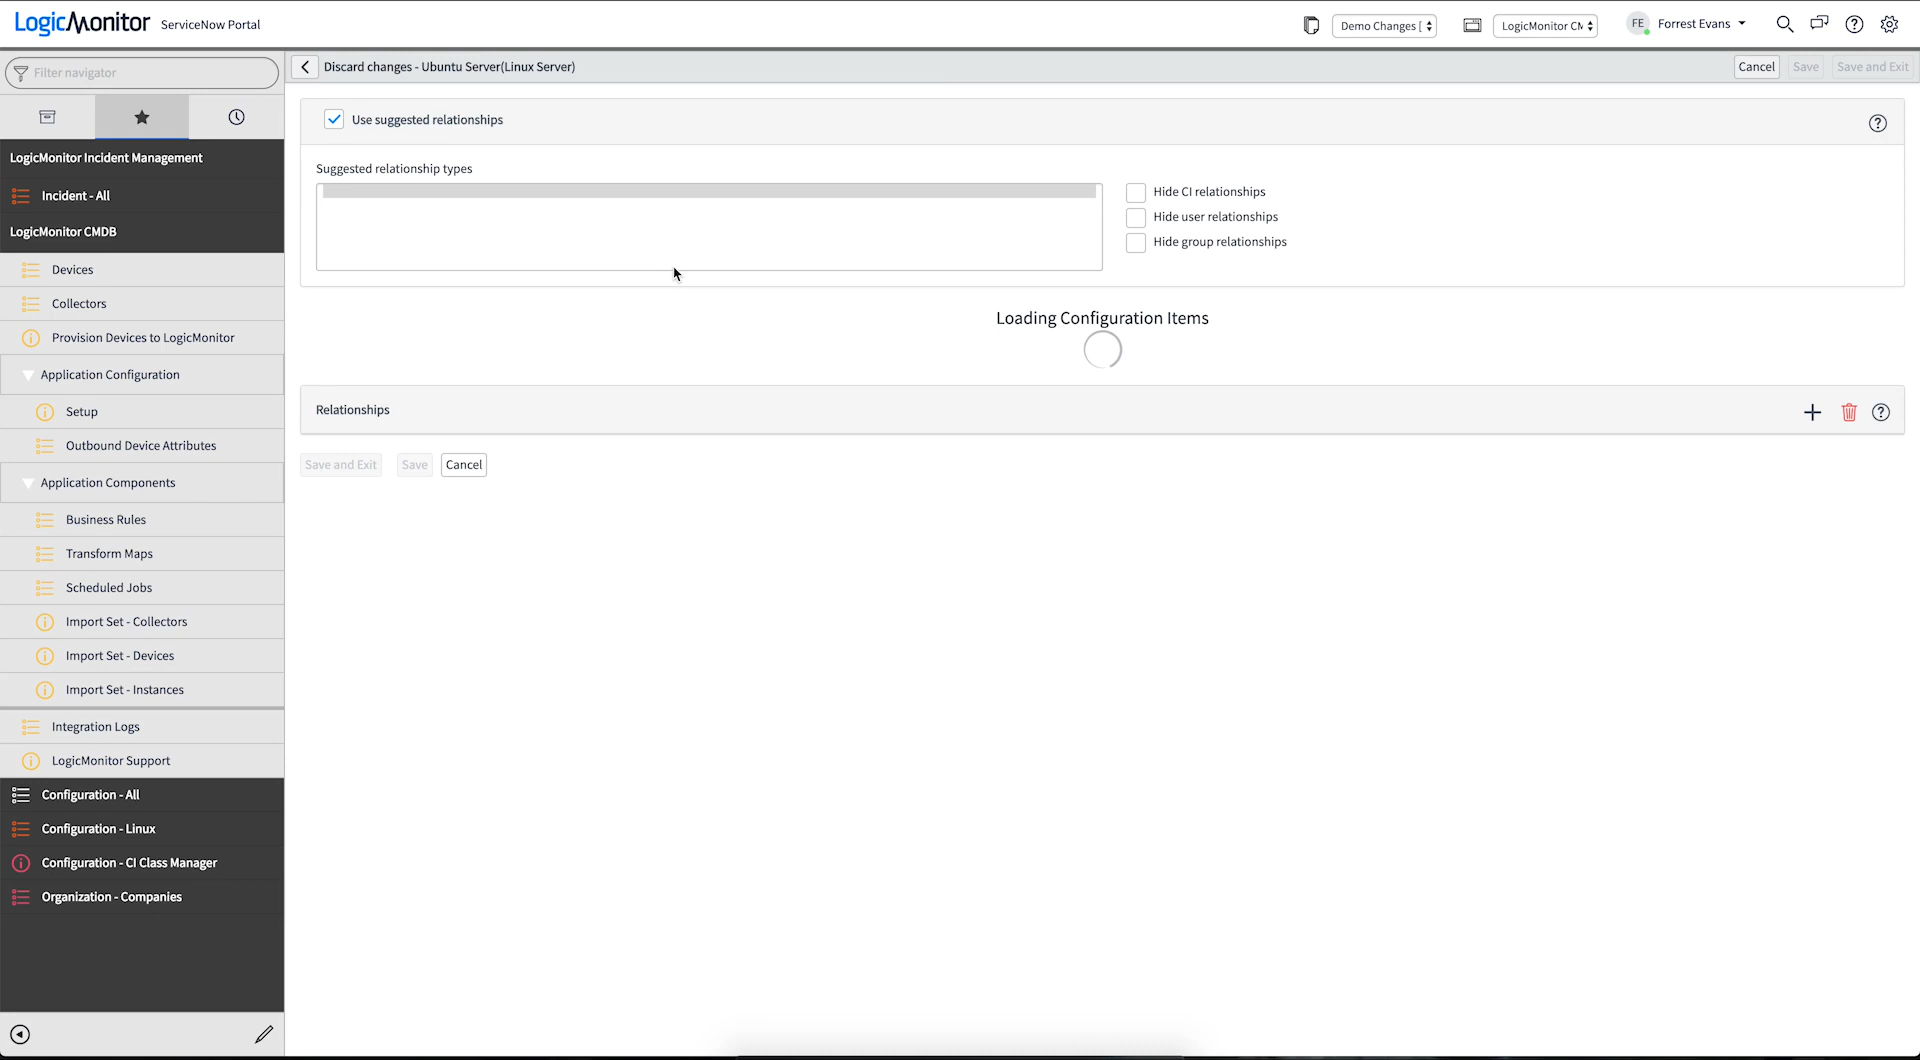 LogicMonitor ServiceNow Portal
Demo Changes [
LogicMonitor CM
FE Forrest Evans
Filter navigator
Discard changes - Ubuntu Server(Linux Server)
Cancel Save Save and Exit
Use suggested relationships
LogicMonitor Incident Management
Incident - All
LogicMonitor CMDB
Devices
Collectors
Provision Devices to LogicMonitor
Application Configuration
Setup
Outbound Device Attributes
Application Components
Business Rules
Transform Maps
Scheduled Jobs
Import Set - Collectors
Import Set - Devices
Import Set - Instances
Integration Logs
LogicMonitor Support
Configuration - All
Configuration - Linux
Configuration - CI Class Manager
Organization - Companies
Suggested relationship types
Hide CI relationships
Hide user relationships
Hide group relationships
Loading Configuration Items
Relationships
Save and Exit Save Cancel